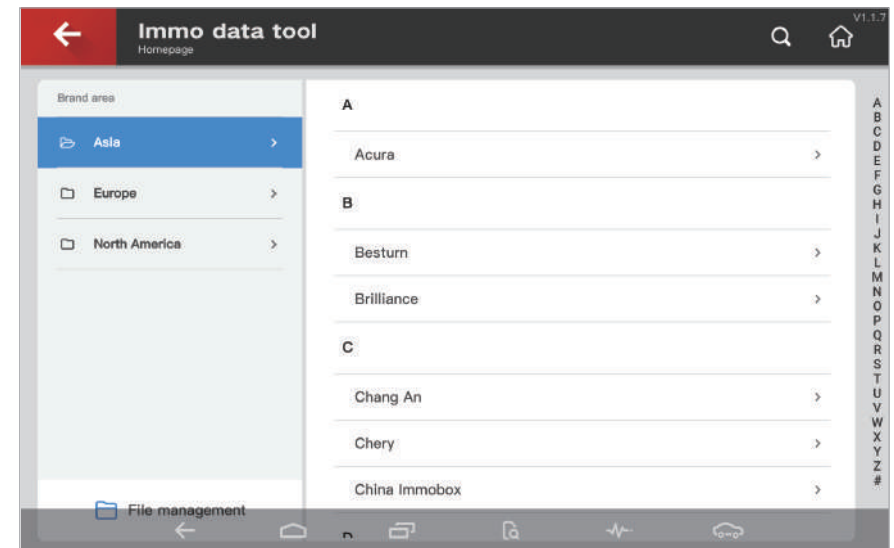 Immo data tool
Homepage
V1.1.7
Brand area
Asia
Europe
North America
File management
A
Acura
B
Besturn
Brilliance
C
Chang An
Chery
China Immobox
A
B
C
D
E
F
G
H
I
J
K
L
M
N
O
P
Q
R
S
T
U
V
W
X
Y
Z
#